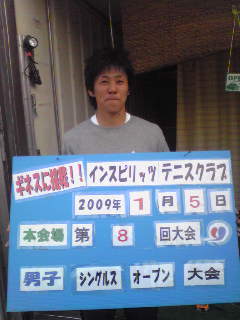 ギネスに挑戦!! インスピリッツ テニスクラブ
2009年 1 月 5 日
本会場 第 8 回大会
男子 シングルス オープン 大会